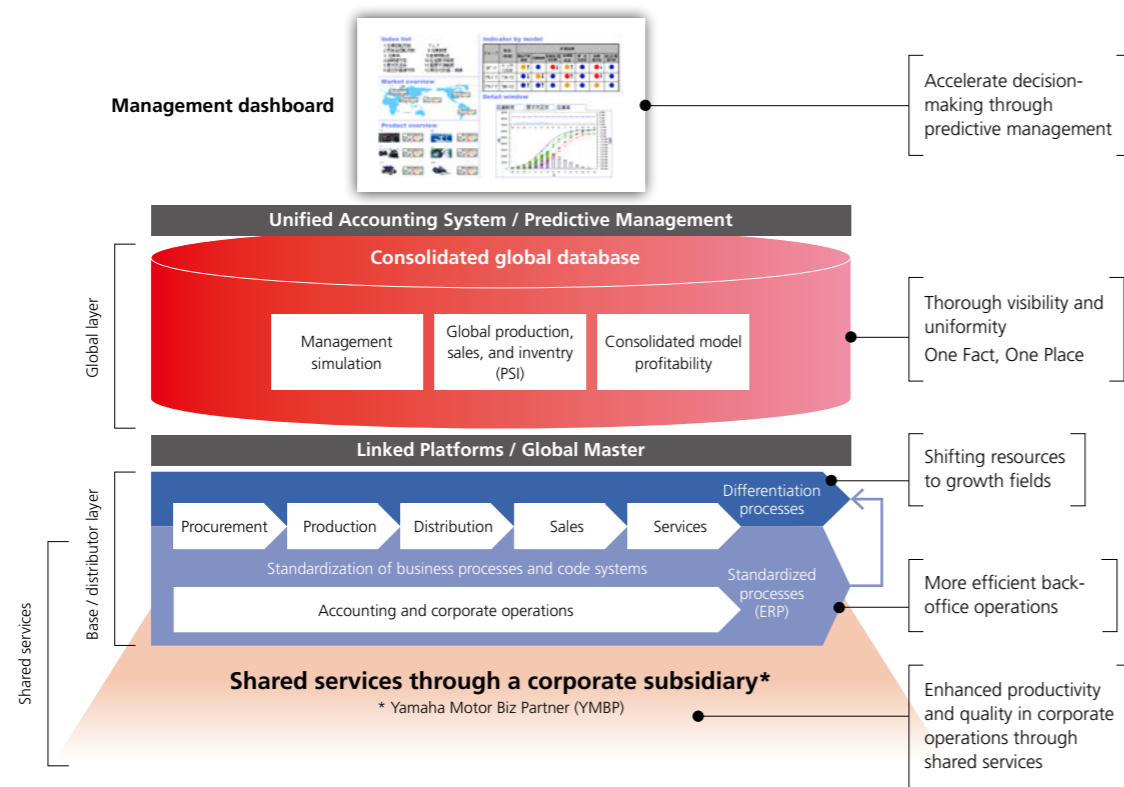 Management dashboard
Index list
Market overview
Product overview
Indicator by model
Detail window
Accelerate decision-
making through
predictive management
Unified Accounting System / Predictive Management
Global layer
Consolidated global database
Management
simulation
Global production,
sales, and inventry
(PSI)
Consolidated model
profitability
Thorough visibility and
uniformity
One Fact, One Place
Linked Platforms / Global Master
Shared services
Base / distributor layer
Differentiation
processes
Procurement
Production
Distribution
Sales
Services
Standardization of business processes and code systems
Accounting and corporate operations
Standardized
processes
(ERP)
Shifting resources
to growth fields
More efficient back-
office operations
Shared services through a corporate subsidiary*
* Yamaha Motor Biz Partner (YMBP)
Enhanced productivity
and quality in corporate
operations through
shared services